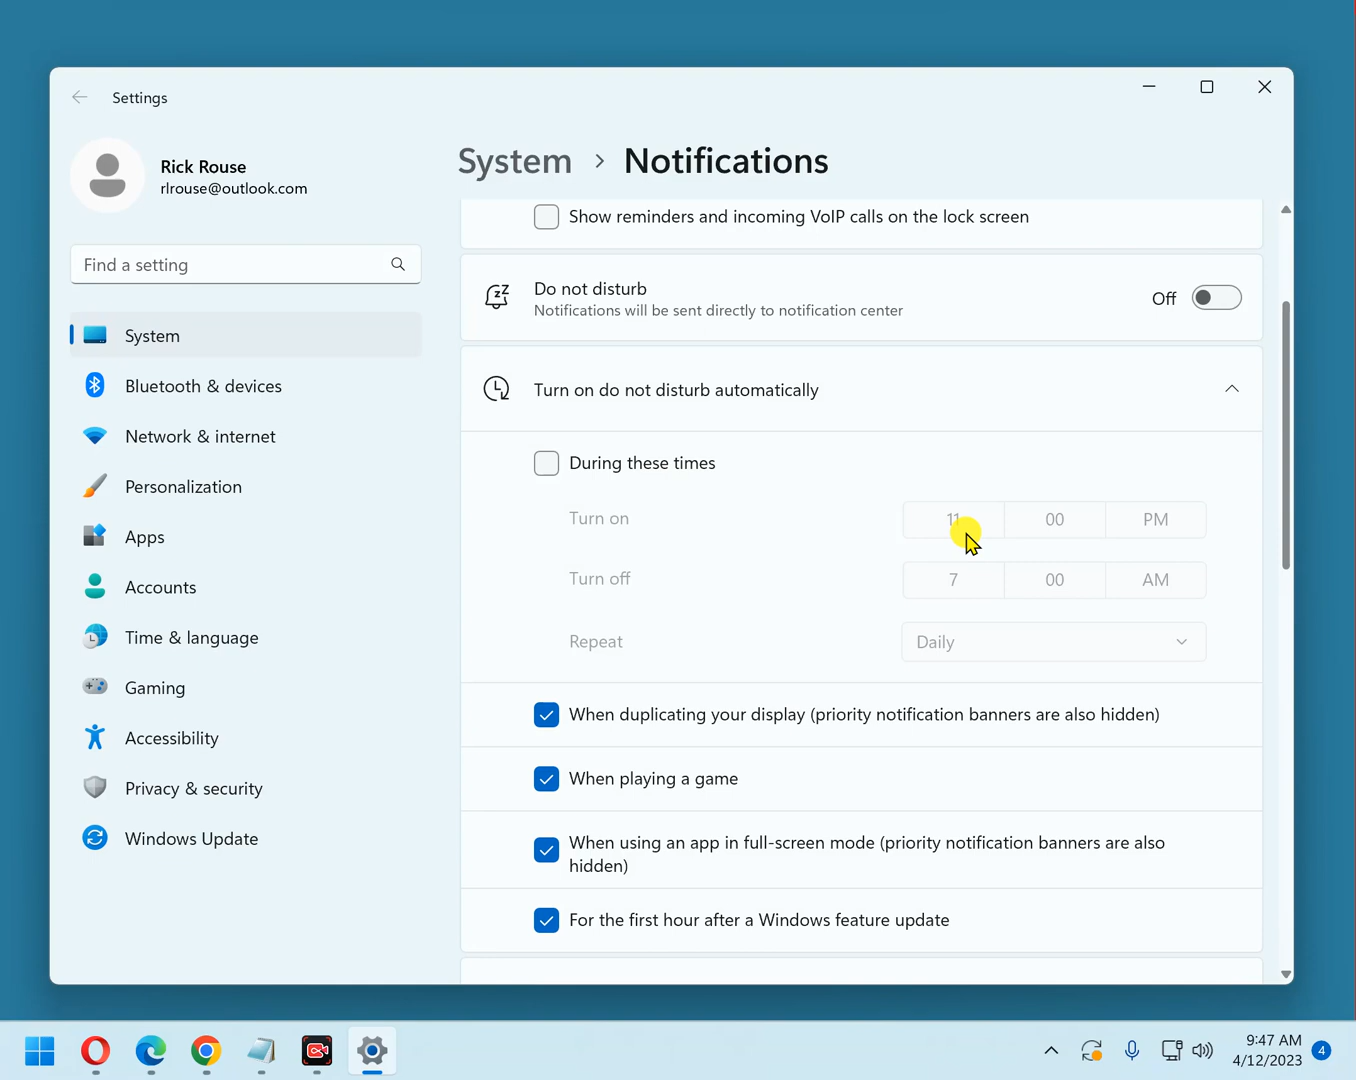 Settings
Rick Rouse
rlrouse@outlook.com
Find a setting
System
Bluetooth & devices
Network & internet
Personalization
Apps
Accounts
Time & language
Gaming
Accessibility
Privacy & security
Windows Update
System > Notifications
Show reminders and incoming VoIP calls on the lock screen
Do not disturb
Notifications will be sent directly to notification center
Off
Turn on do not disturb automatically
During these times
Turn on 11 00 PM
Turn off 7 00 AM
Repeat Daily
When duplicating your display (priority notification banners are also hidden)
When playing a game
When using an app in full-screen mode (priority notification banners are also
hidden)
For the first hour after a Windows feature update
9:47 AM
4/12/2023
4